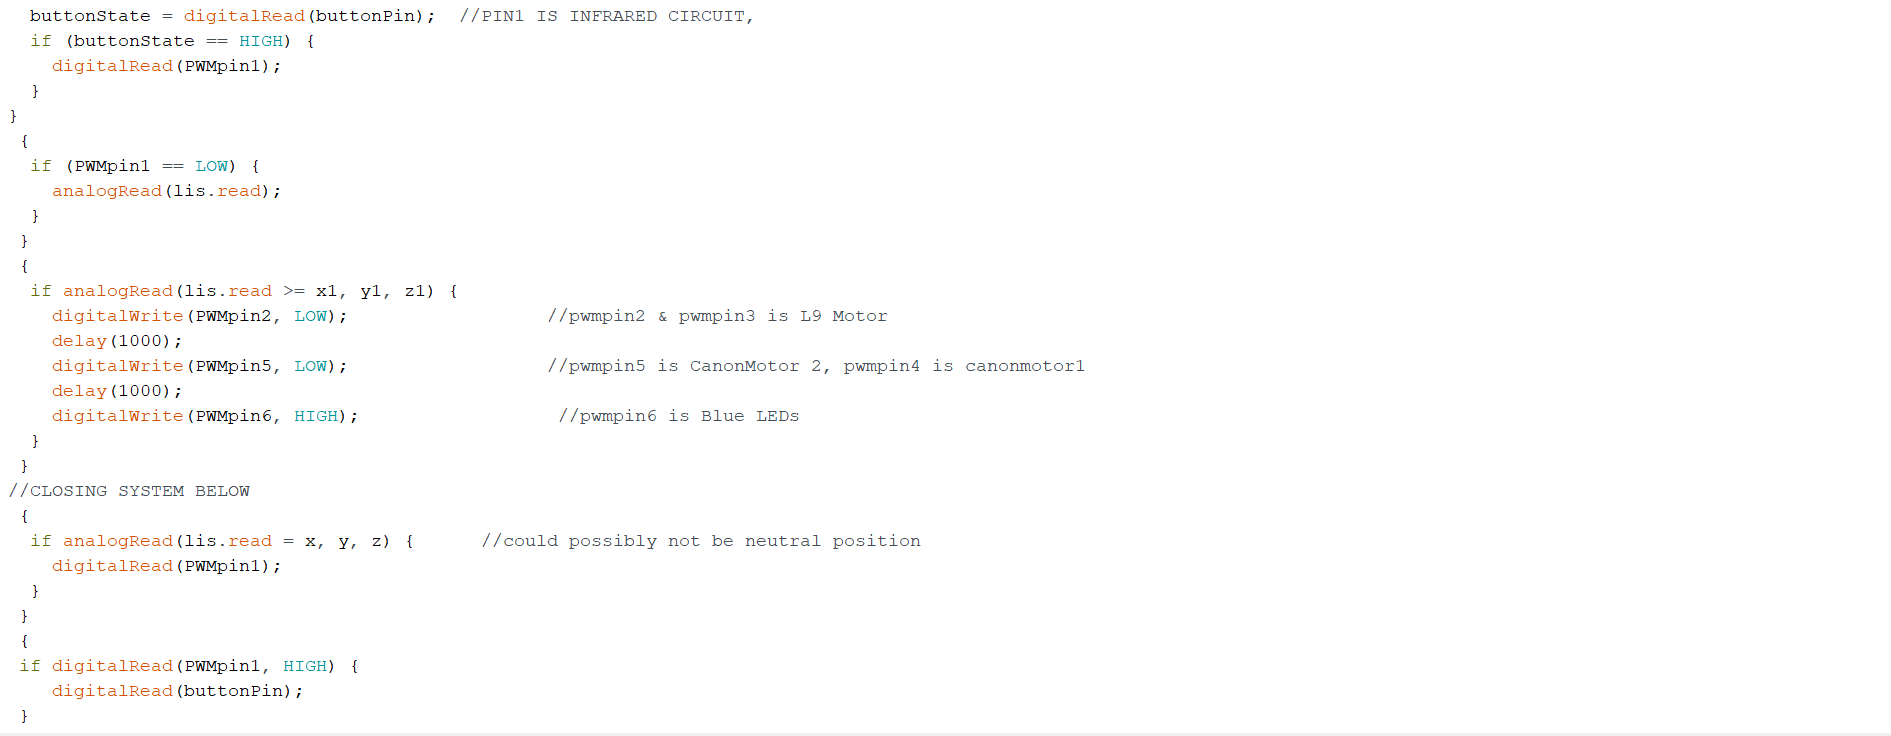 buttonState = digitalRead(buttonPin);  //PIN1 IS INFRARED CIRCUIT,
if (buttonState == HIGH) {
digitalRead(PWMpin1);
}
}
{
if (PWMpin1 == LOW) {
analogRead(lis.read);
}
}
{
if analogRead(lis.read >= x1, y1, z1) {
digitalWrite(PWMpin2, LOW);                  //pwmpin2 & pwmpin3 is L9 Motor
delay(1000);
digitalWrite(PWMpin5, LOW);                  //pwmpin5 is CanonMotor 2, pwmpin4 is canonmotor1
delay(1000);
digitalWrite(PWMpin6, HIGH);                  //pwmpin6 is Blue LEDs
}
}
//CLOSING SYSTEM BELOW
{
if analogRead(lis.read = x, y, z) {      //could possibly not be neutral position
digitalRead(PWMpin1);
}
}
{
if digitalRead(PWMpin1, HIGH) {
digitalRead(buttonPin);
}